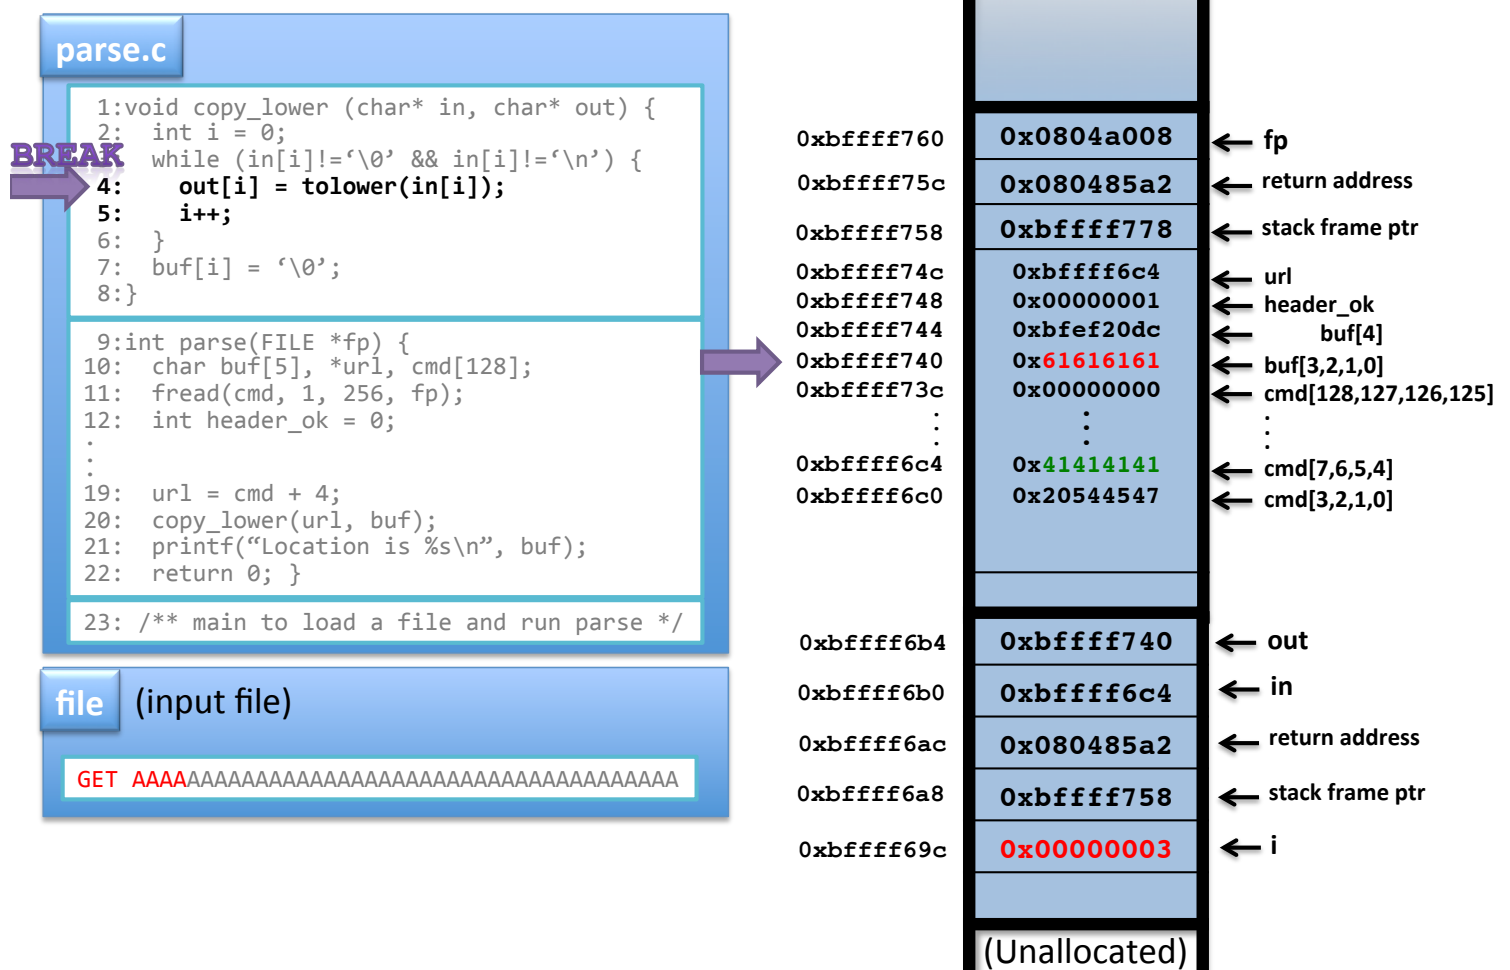 parse.c
1:void copy_lower (char* in, char* out) {
2:  int i = 0;
BREAK
   while (in[i]!=‘\0’ && in[i]!=‘\n’) {
4:    out[i] = tolower(in[i]);
5:    i++;
6:  }
7:  buf[i] = ‘\0’;
8:}
9:int parse(FILE *fp) {
10:  char buf[5], *url, cmd[128];
11:  fread(cmd, 1, 256, fp);
12:  int header_ok = 0;
.
.
19:  url = cmd + 4;
20:  copy_lower(url, buf);
21:  printf(“Location is %s\n”, buf);
22:  return 0; }
23: /** main to load a file and run parse */
file (input file)
GET AAAAAAAAAAAAAAAAAAAAAAAAAAAAAAAAAAAAAAAA
0xbffff760 0x0804a008 fp
0xbffff75c 0x080485a2 return address
0xbffff758 0xbffff778 stack frame ptr
0xbffff74c 0xbffff6c4 url
0xbffff748 0x00000001 header_ok
0xbffff744 0xbfef20dc buf[4]
0xbffff740 0x61616161 buf[3,2,1,0]
0xbffff73c 0x00000000 cmd[128,127,126,125]
. . .
. . .
. . .
0xbffff6c4 0x41414141 cmd[7,6,5,4]
0xbffff6c0 0x20544547 cmd[3,2,1,0]
0xbffff6b4 0xbffff740 out
0xbffff6b0 0xbffff6c4 in
0xbffff6ac 0x080485a2 return address
0xbffff6a8 0xbffff758 stack frame ptr
0xbffff69c 0x00000003 i
(Unallocated)